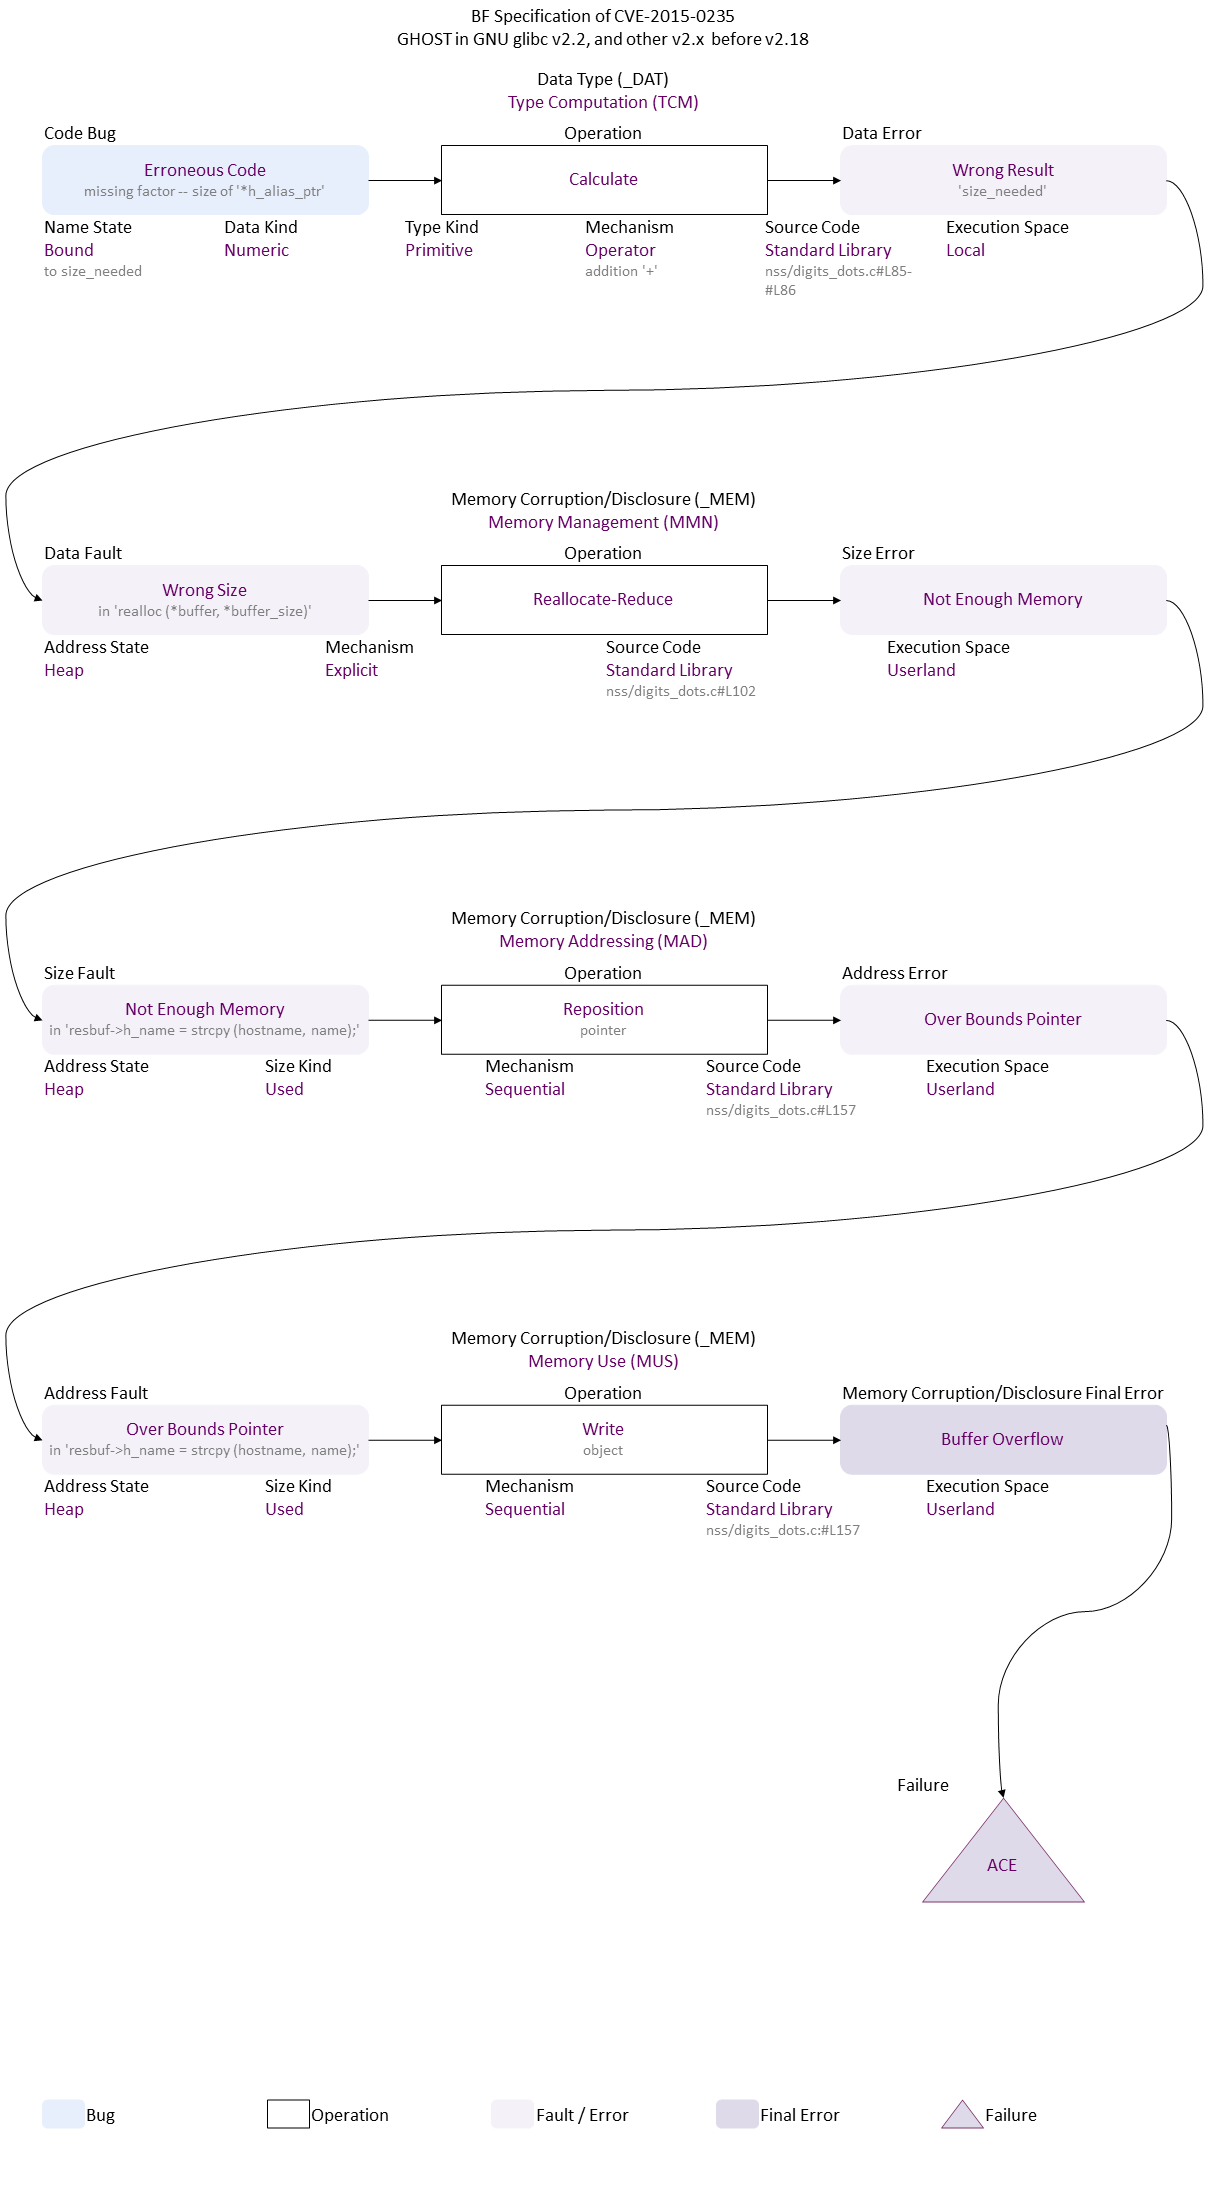 BF Specification of CVE-2015-0235
GHOST in GNU glibc v2.2, and other v2.x before v2.18
Data Type (_DAT)
Type Computation (TCM)
Code Bug
Operation
Data Error
Erroneous Code
missing factor -- size of '*h_alias_ptr'
Calculate
Wrong Result
'size_needed'
Name State
Data Kind
Type Kind
Mechanism
Source Code
Execution Space
Bound
Numeric
Primitive
Operator
Standard Library
Local
to size_needed
addition '+'
nss/digits_dots.c#L85-
#L86
Memory Corruption/Disclosure (_MEM)
Memory Management (MMN)
Data Fault
Operation
Size Error
Wrong Size
in 'realloc (*buffer, *buffer_size)'
Reallocate-Reduce
Not Enough Memory
Address State
Mechanism
Source Code
Execution Space
Heap
Explicit
Standard Library
Userland
nss/digits_dots.c#L102
Memory Corruption/Disclosure (_MEM)
Memory Addressing (MAD)
Size Fault
Operation
Address Error
Not Enough Memory
in 'resbuf->h_name = strcpy (hostname, name);'
Reposition
pointer
Over Bounds Pointer
Address State
Size Kind
Mechanism
Source Code
Execution Space
Heap
Used
Sequential
Standard Library
Userland
nss/digits_dots.c#L157
Memory Corruption/Disclosure (_MEM)
Memory Use (MUS)
Address Fault
Operation
Memory Corruption/Disclosure Final Error
Over Bounds Pointer
in 'resbuf->h_name = strcpy (hostname, name);'
Write
object
Buffer Overflow
Address State
Size Kind
Mechanism
Source Code
Execution Space
Heap
Used
Sequential
Standard Library
Userland
nss/digits_dots.c:#L157
Failure
ACE
Bug
Operation
Fault / Error
Final Error
Failure